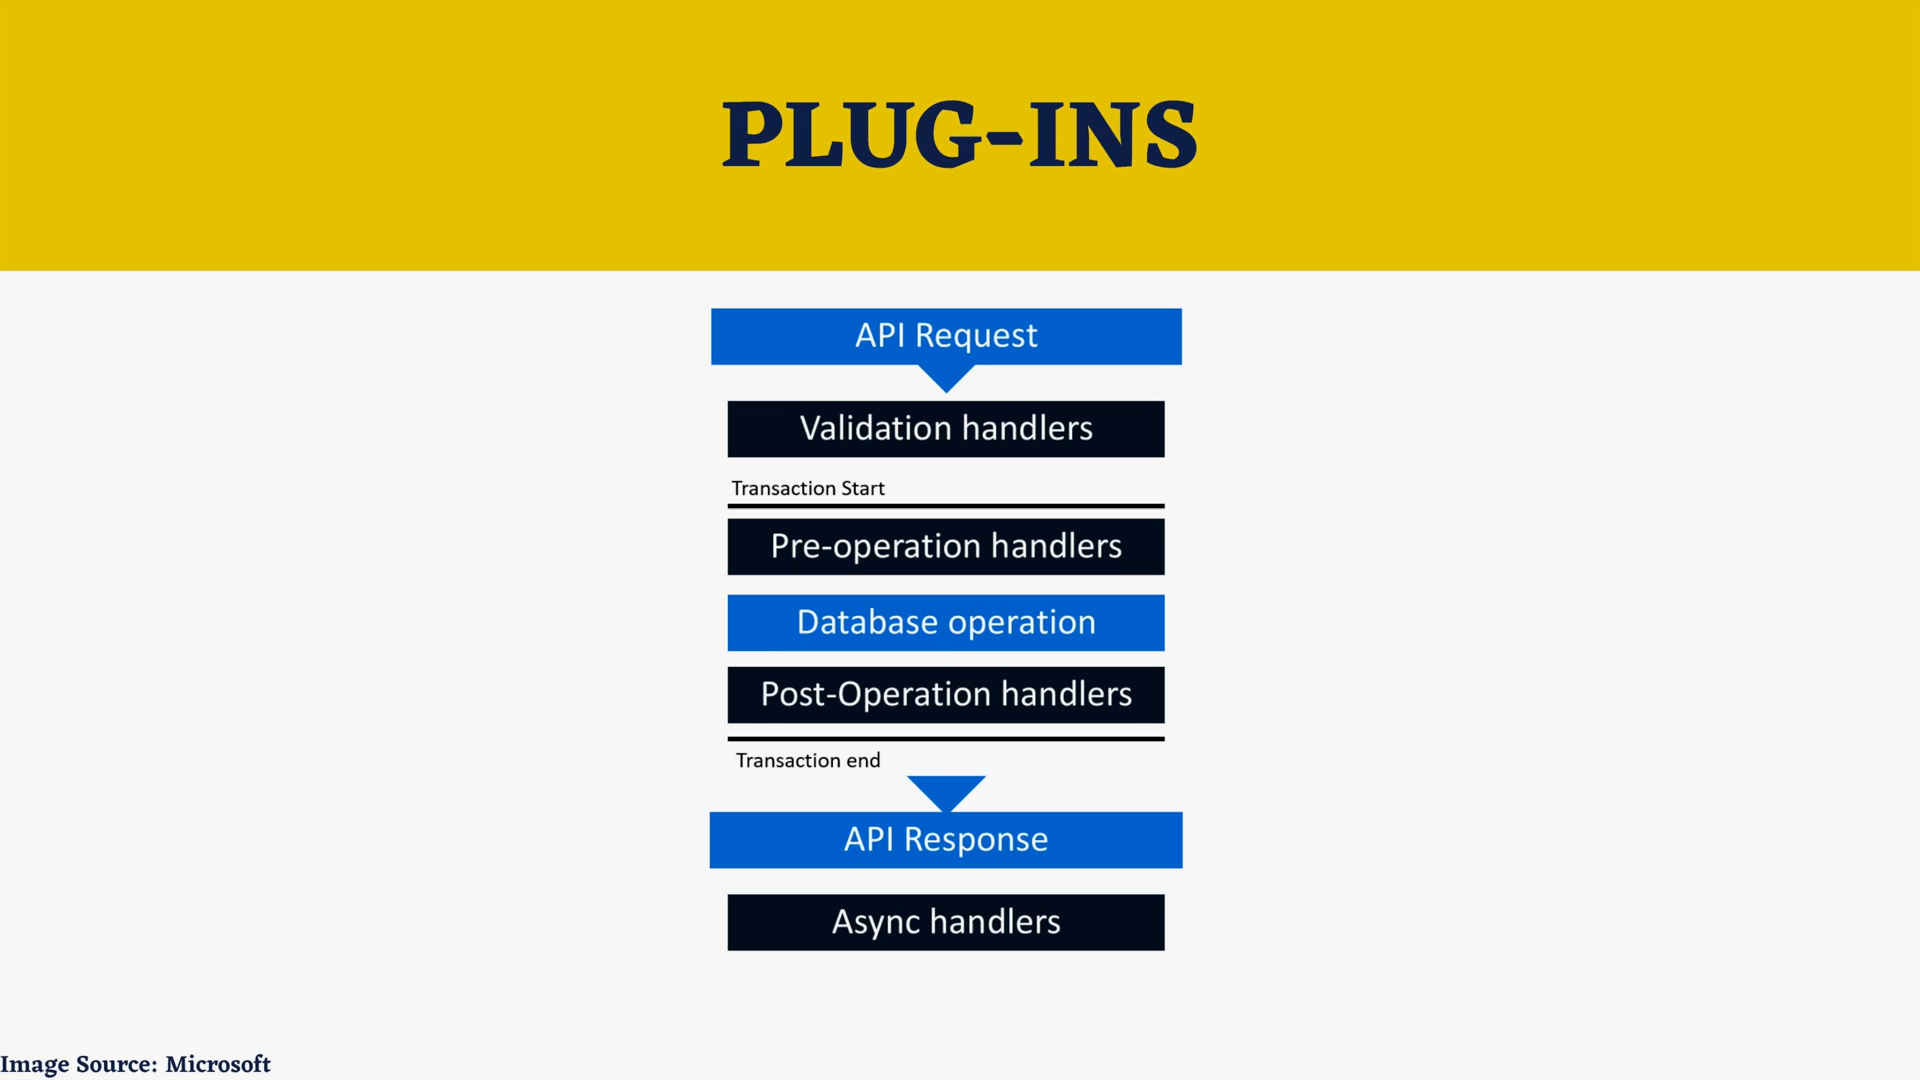 PLUG-INS
API Request
Validation handlers
Transaction Start
Pre-operation handlers
Database operation
Post-Operation handlers
Transaction end
API Response
Async handlers
Image Source: Microsoft